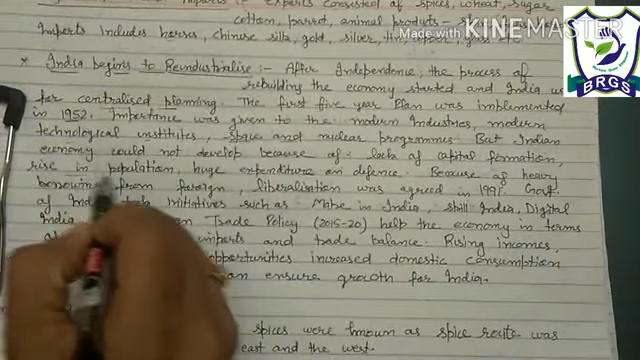 Imports :- Exports consisted of spices, wheat, sugar
cotton, parrot, animal products -
Imports includes horses, chinese silk, gold, silver, tin, copper, glass etc.
Made with KINEMASTER
BRGS
* India begins to Reindustrialise :- After Independence, the process of
rebuilding the economy started and India
for centralised planning. The first five year Plan was implemented
in 1952. Importance was given to the modern Industries, modern
technological institutes, space and nuclear programmes. But Indian
economy could not develop because of: lack of capital formation,
rise in population, huge expenditure on defence. Because of heavy
borrowing from foreign, liberalisation was agreed in 1991. Govt
of India initiatives such as Make in India, Skill India, Digital
India Trade Policy (2015-20) help the economy in terms
imports and trade balance. Rising incomes,
opportunities increased domestic consumption
an ensure growth for India.
spices were known as spice route was
east and the west.